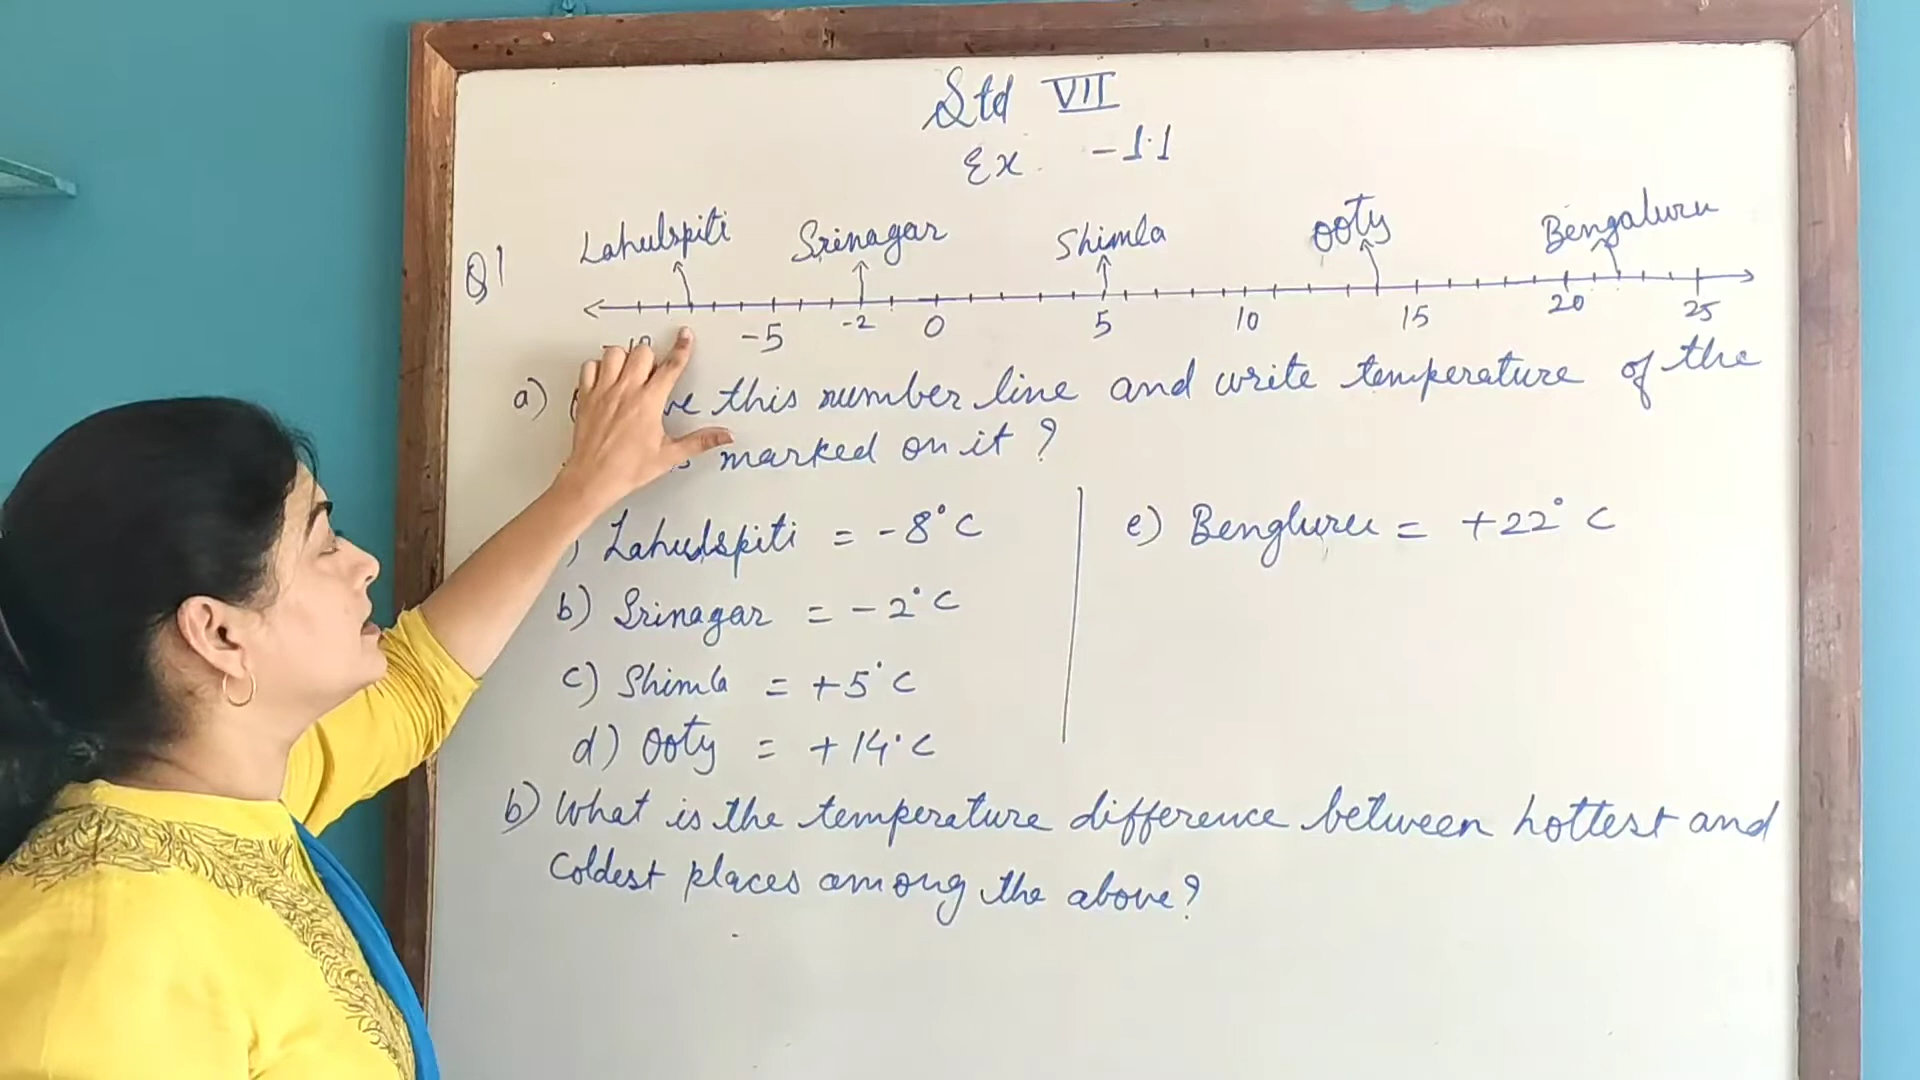 Std VII
Ex -1.1
Q1 Lahulspiti Srinagar Shimla Ooty Bengaluru
-5 -2 0 5 10 15 20 25
a) this number line and write temperature of the
marked on it ?
) Lahulspiti = -8°C
b) Srinagar = -2°C
c) Shimla = +5°C
d) Ooty = +14°C
e) Bengluru = +22°C
b) What is the temperature difference between hottest and
Coldest places among the above?